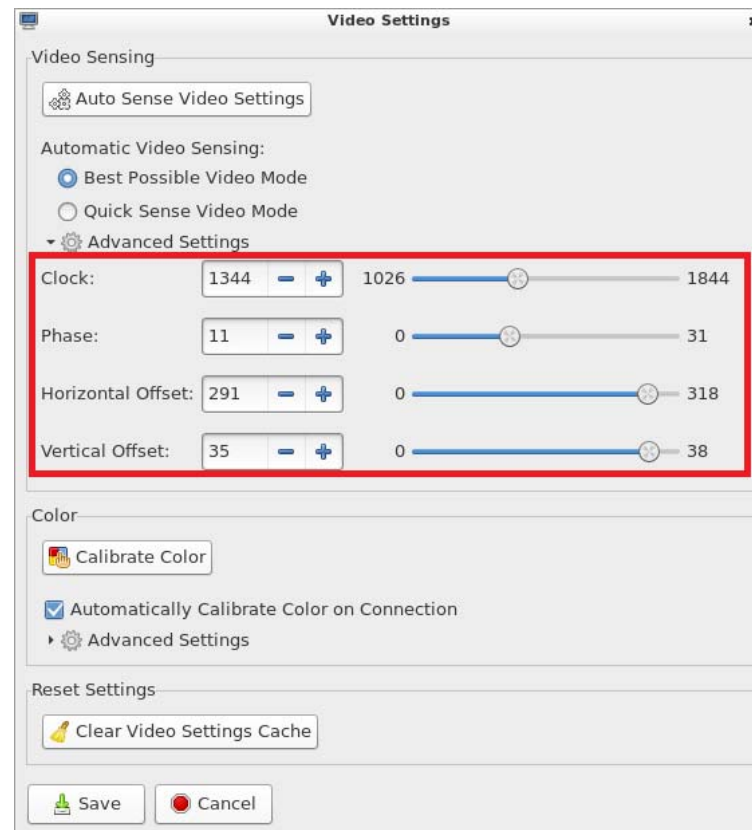 Video Settings
Video Sensing
Auto Sense Video Settings
Automatic Video Sensing:
Best Possible Video Mode
Quick Sense Video Mode
Advanced Settings
Clock: 1344 1026 1844
Phase: 11 0 31
Horizontal Offset: 291 0 318
Vertical Offset: 35 0 38
Color
Calibrate Color
Automatically Calibrate Color on Connection
Advanced Settings
Reset Settings
Clear Video Settings Cache
Save Cancel